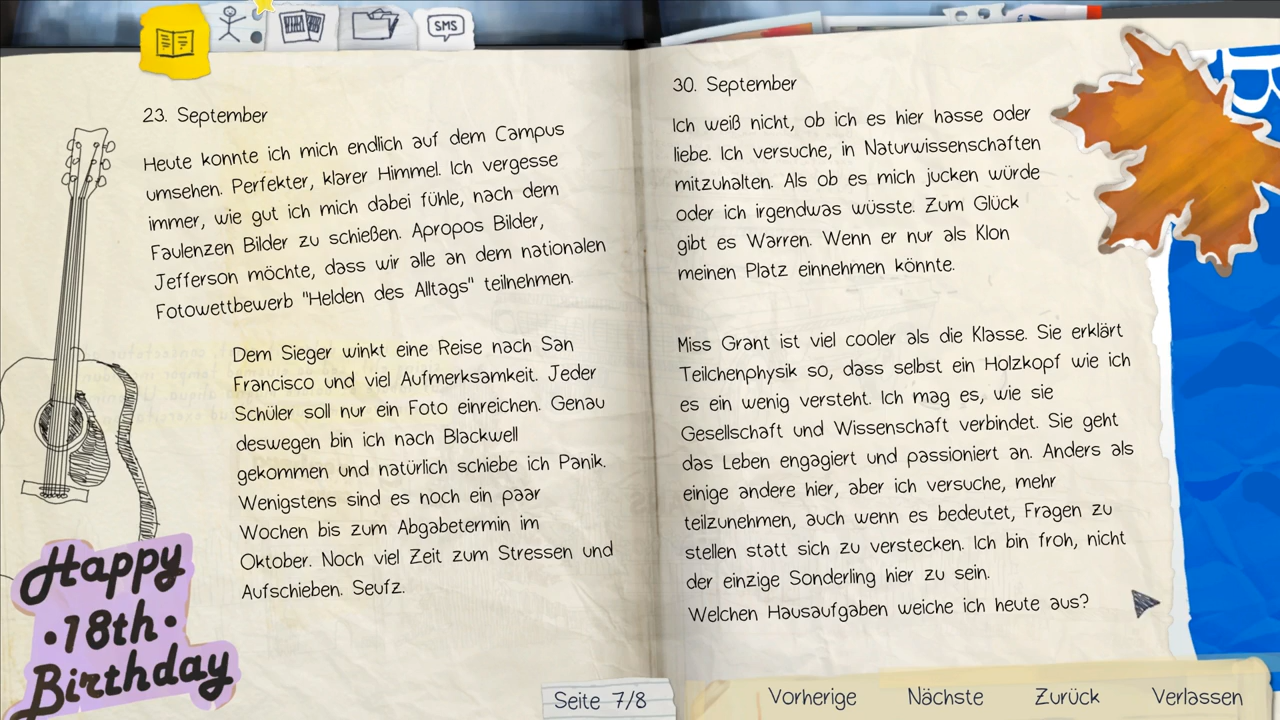 SMS
23. September
Heute konnte ich mich endlich auf dem Campus
umsehen. Perfekter, klarer Himmel. Ich vergesse
immer, wie gut ich mich dabei fühle, nach dem
Faulenzen Bilder zu schießen. Apropos Bilder,
Jefferson möchte, dass wir alle an dem nationalen
Fotowettbewerb "Helden des Alltags" teilnehmen.
Dem Sieger winkt eine Reise nach San
Francisco und viel Aufmerksamkeit. Jeder
Schüler soll nur ein Foto einreichen. Genau
deswegen bin ich nach Blackwell
gekommen und natürlich schiebe ich Panik.
Wenigstens sind es noch ein paar
Wochen bis zum Abgabetermin im
Oktober. Noch viel Zeit zum Stressen und
Aufschieben. Seufz.
Happy
•18th•
Birthday
30. September
Ich weiß nicht, ob ich es hier hasse oder
liebe. Ich versuche, in Naturwissenschaften
mitzuhalten. Als ob es mich jucken würde
oder ich irgendwas wüsste. Zum Glück
gibt es Warren. Wenn er nur als Klon
meinen Platz einnehmen könnte.
Miss Grant ist viel cooler als die Klasse. Sie erklärt
Teilchenphysik so, dass selbst ein Holzkopf wie ich
es ein wenig versteht. Ich mag es, wie sie
Gesellschaft und Wissenschaft verbindet. Sie geht
das Leben engagiert und passioniert an. Anders als
einige andere hier, aber ich versuche, mehr
teilzunehmen, auch wenn es bedeutet, Fragen zu
stellen statt sich zu verstecken. Ich bin froh, nicht
der einzige Sonderling hier zu sein.
Welchen Hausaufgaben weiche ich heute aus?
Seite 7/8
Vorherige Nächste Zurück Verlassen